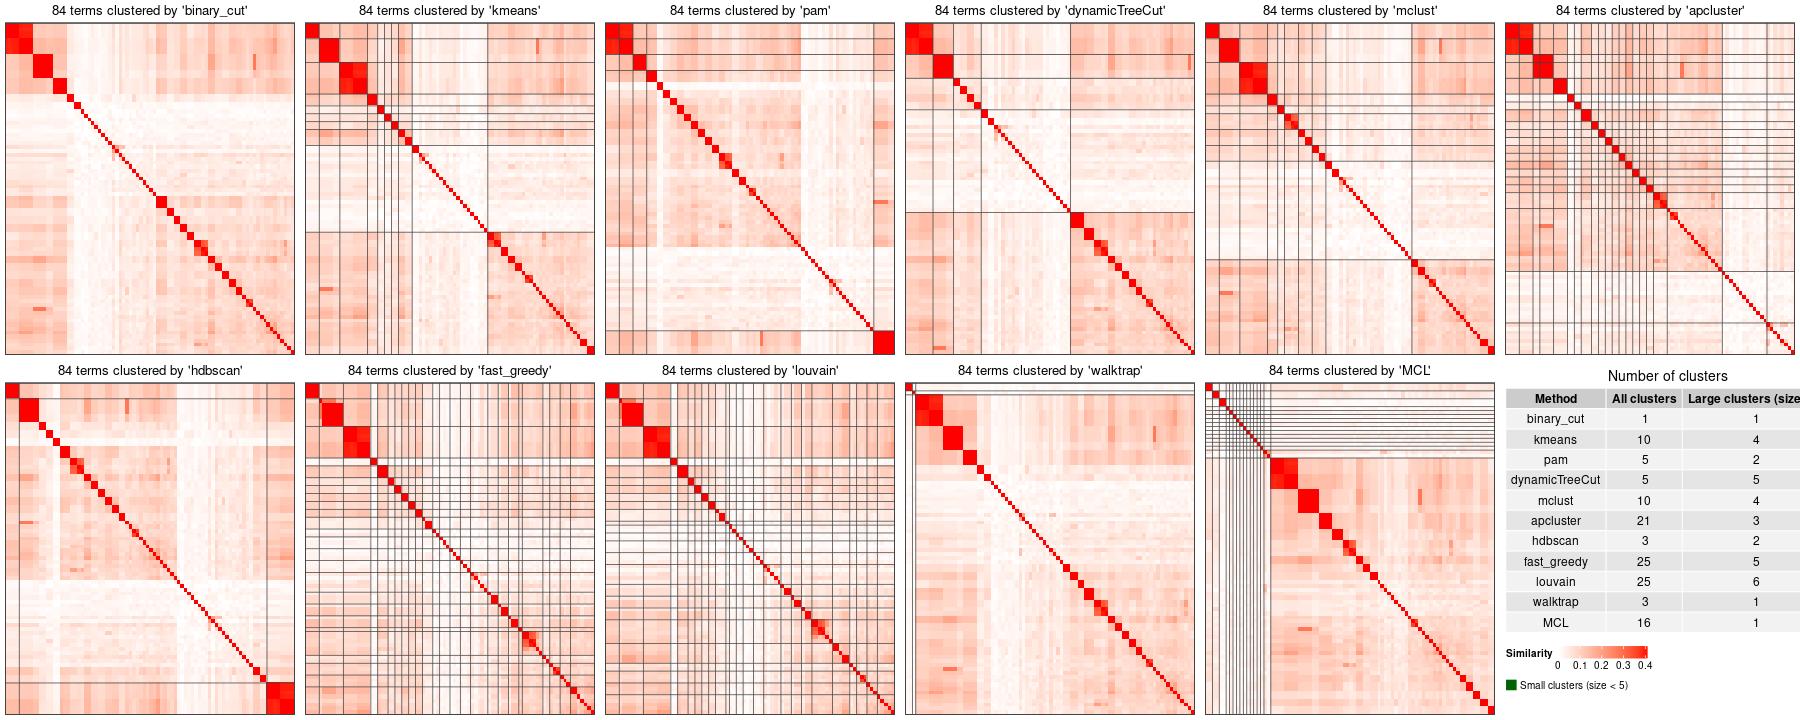 84 terms clustered by 'binary_cut'
84 terms clustered by 'kmeans'
84 terms clustered by 'pam'
84 terms clustered by 'dynamicTreeCut'
84 terms clustered by 'mclust'
84 terms clustered by 'apcluster'
84 terms clustered by 'hdbscan'
84 terms clustered by 'fast_greedy'
84 terms clustered by 'louvain'
84 terms clustered by 'walktrap'
84 terms clustered by 'MCL'
Number of clusters
Method All clusters Large clusters (size
binary_cut 1 1
kmeans 10 4
pam 5 2
dynamicTreeCut 5 5
mclust 10 4
apcluster 21 3
hdbscan 3 2
fast_greedy 25 5
louvain 25 6
walktrap 3 1
MCL 16 1
Similarity
0 0.1 0.2 0.3 0.4
Small clusters (size < 5)